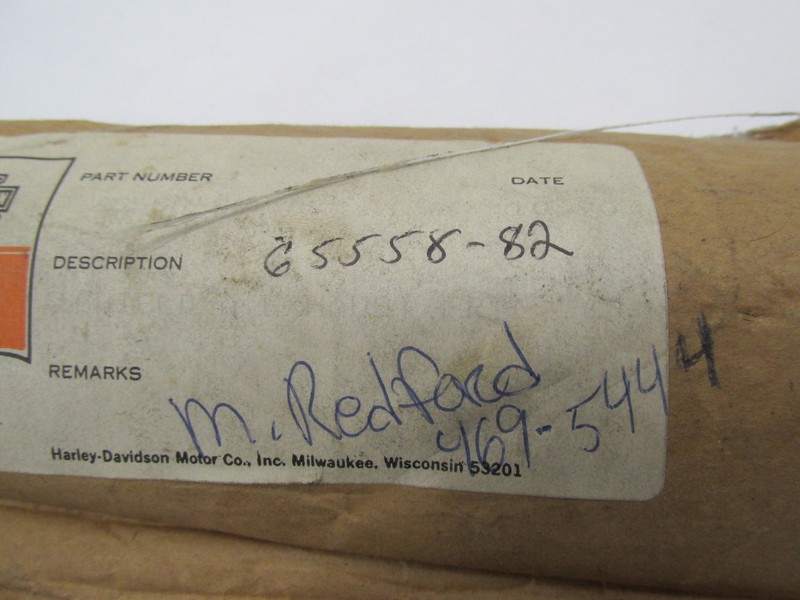 PART NUMBER
DATE
DESCRIPTION 65558-82
REMARKS
M. Redford
469-5444
Harley-Davidson Motor Co., Inc. Milwaukee, Wisconsin 53201